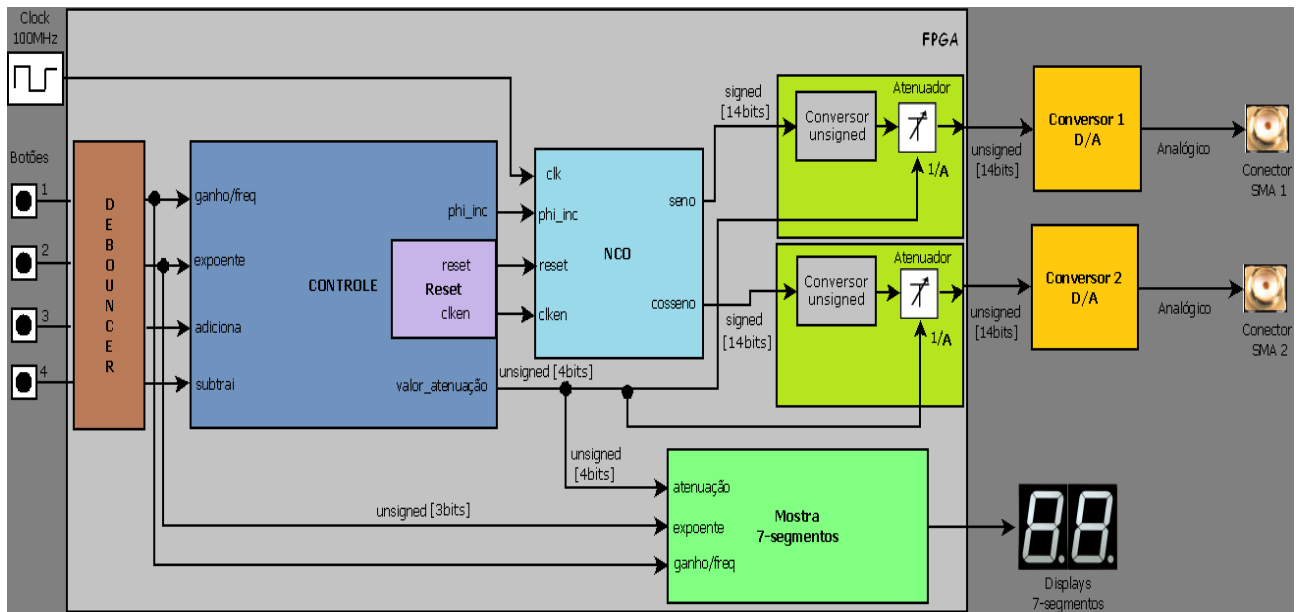 Clock
100MHz
FPGA
Botões
1
2
3
4
D
E
B
O
U
N
C
E
R
ganho/freq
expoente
adiciona
subtrai
CONTROLE
phi_inc
reset
Reset
clken
valor_atenuação
clk
phi_inc
reset
clken
NCO
seno
cosseno
signed
[14bits]
signed
[14bits]
Conversor
unsigned
Atenuador
1/A
Conversor
unsigned
Atenuador
1/A
unsigned
[14bits]
unsigned
[14bits]
Conversor 1
D/A
Conversor 2
D/A
Analógico
Analógico
Conector
SMA 1
Conector
SMA 2
unsigned [4bits]
unsigned
[4bits]
unsigned [3bits]
atenuação
expoente
ganho/freq
Mostra
7-segmentos
8.8.
Displays
7-segmentos